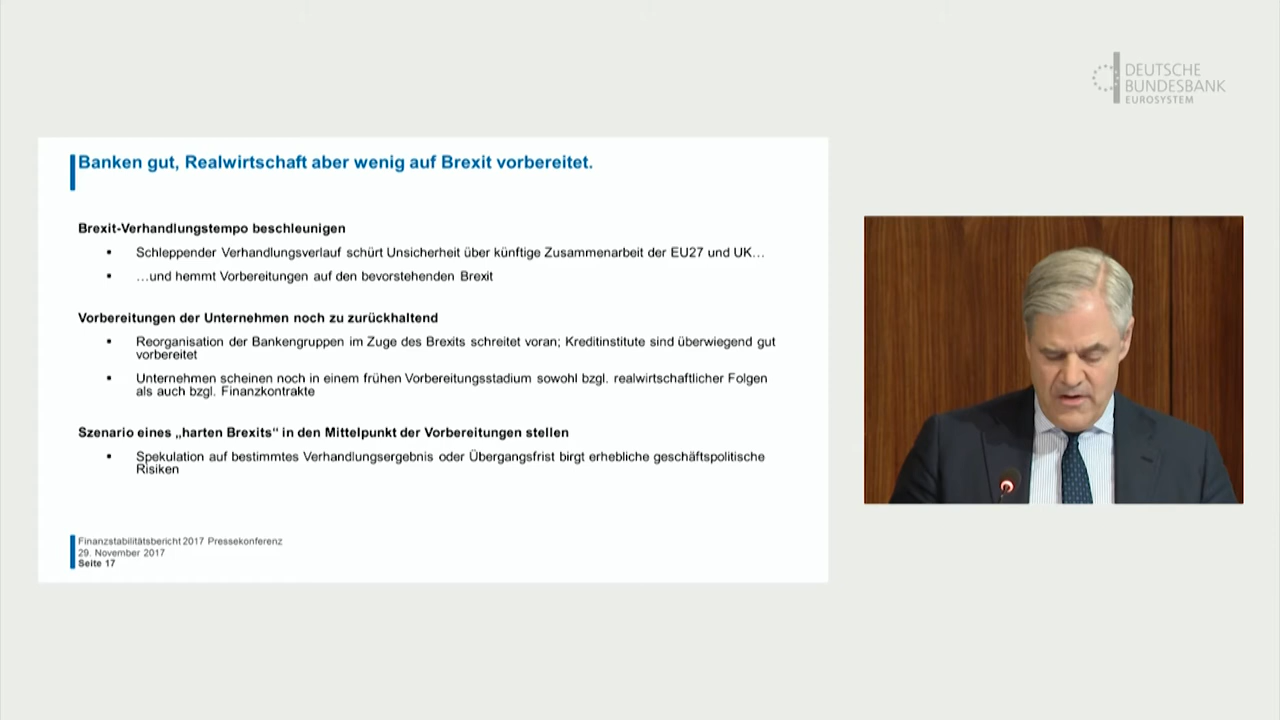 DEUTSCHE
BUNDESBANK
EUROSYSTEM
Banken gut, Realwirtschaft aber wenig auf Brexit vorbereitet.
Brexit-Verhandlungstempo beschleunigen
▪ Schleppender Verhandlungsverlauf schürt Unsicherheit über künftige Zusammenarbeit der EU27 und UK…
▪ …und hemmt Vorbereitungen auf den bevorstehenden Brexit
Vorbereitungen der Unternehmen noch zu zurückhaltend
▪ Reorganisation der Bankengruppen im Zuge des Brexits schreitet voran; Kreditinstitute sind überwiegend gut
vorbereitet
▪ Unternehmen scheinen noch in einem frühen Vorbereitungsstadium sowohl bzgl. realwirtschaftlicher Folgen
als auch bzgl. Finanzkontrakte
Szenario eines „harten Brexits“ in den Mittelpunkt der Vorbereitungen stellen
▪ Spekulation auf bestimmtes Verhandlungsergebnis oder Übergangsfrist birgt erhebliche geschäftspolitische
Risiken
Finanzstabilitätsbericht 2017 Pressekonferenz
29. November 2017
Seite 17